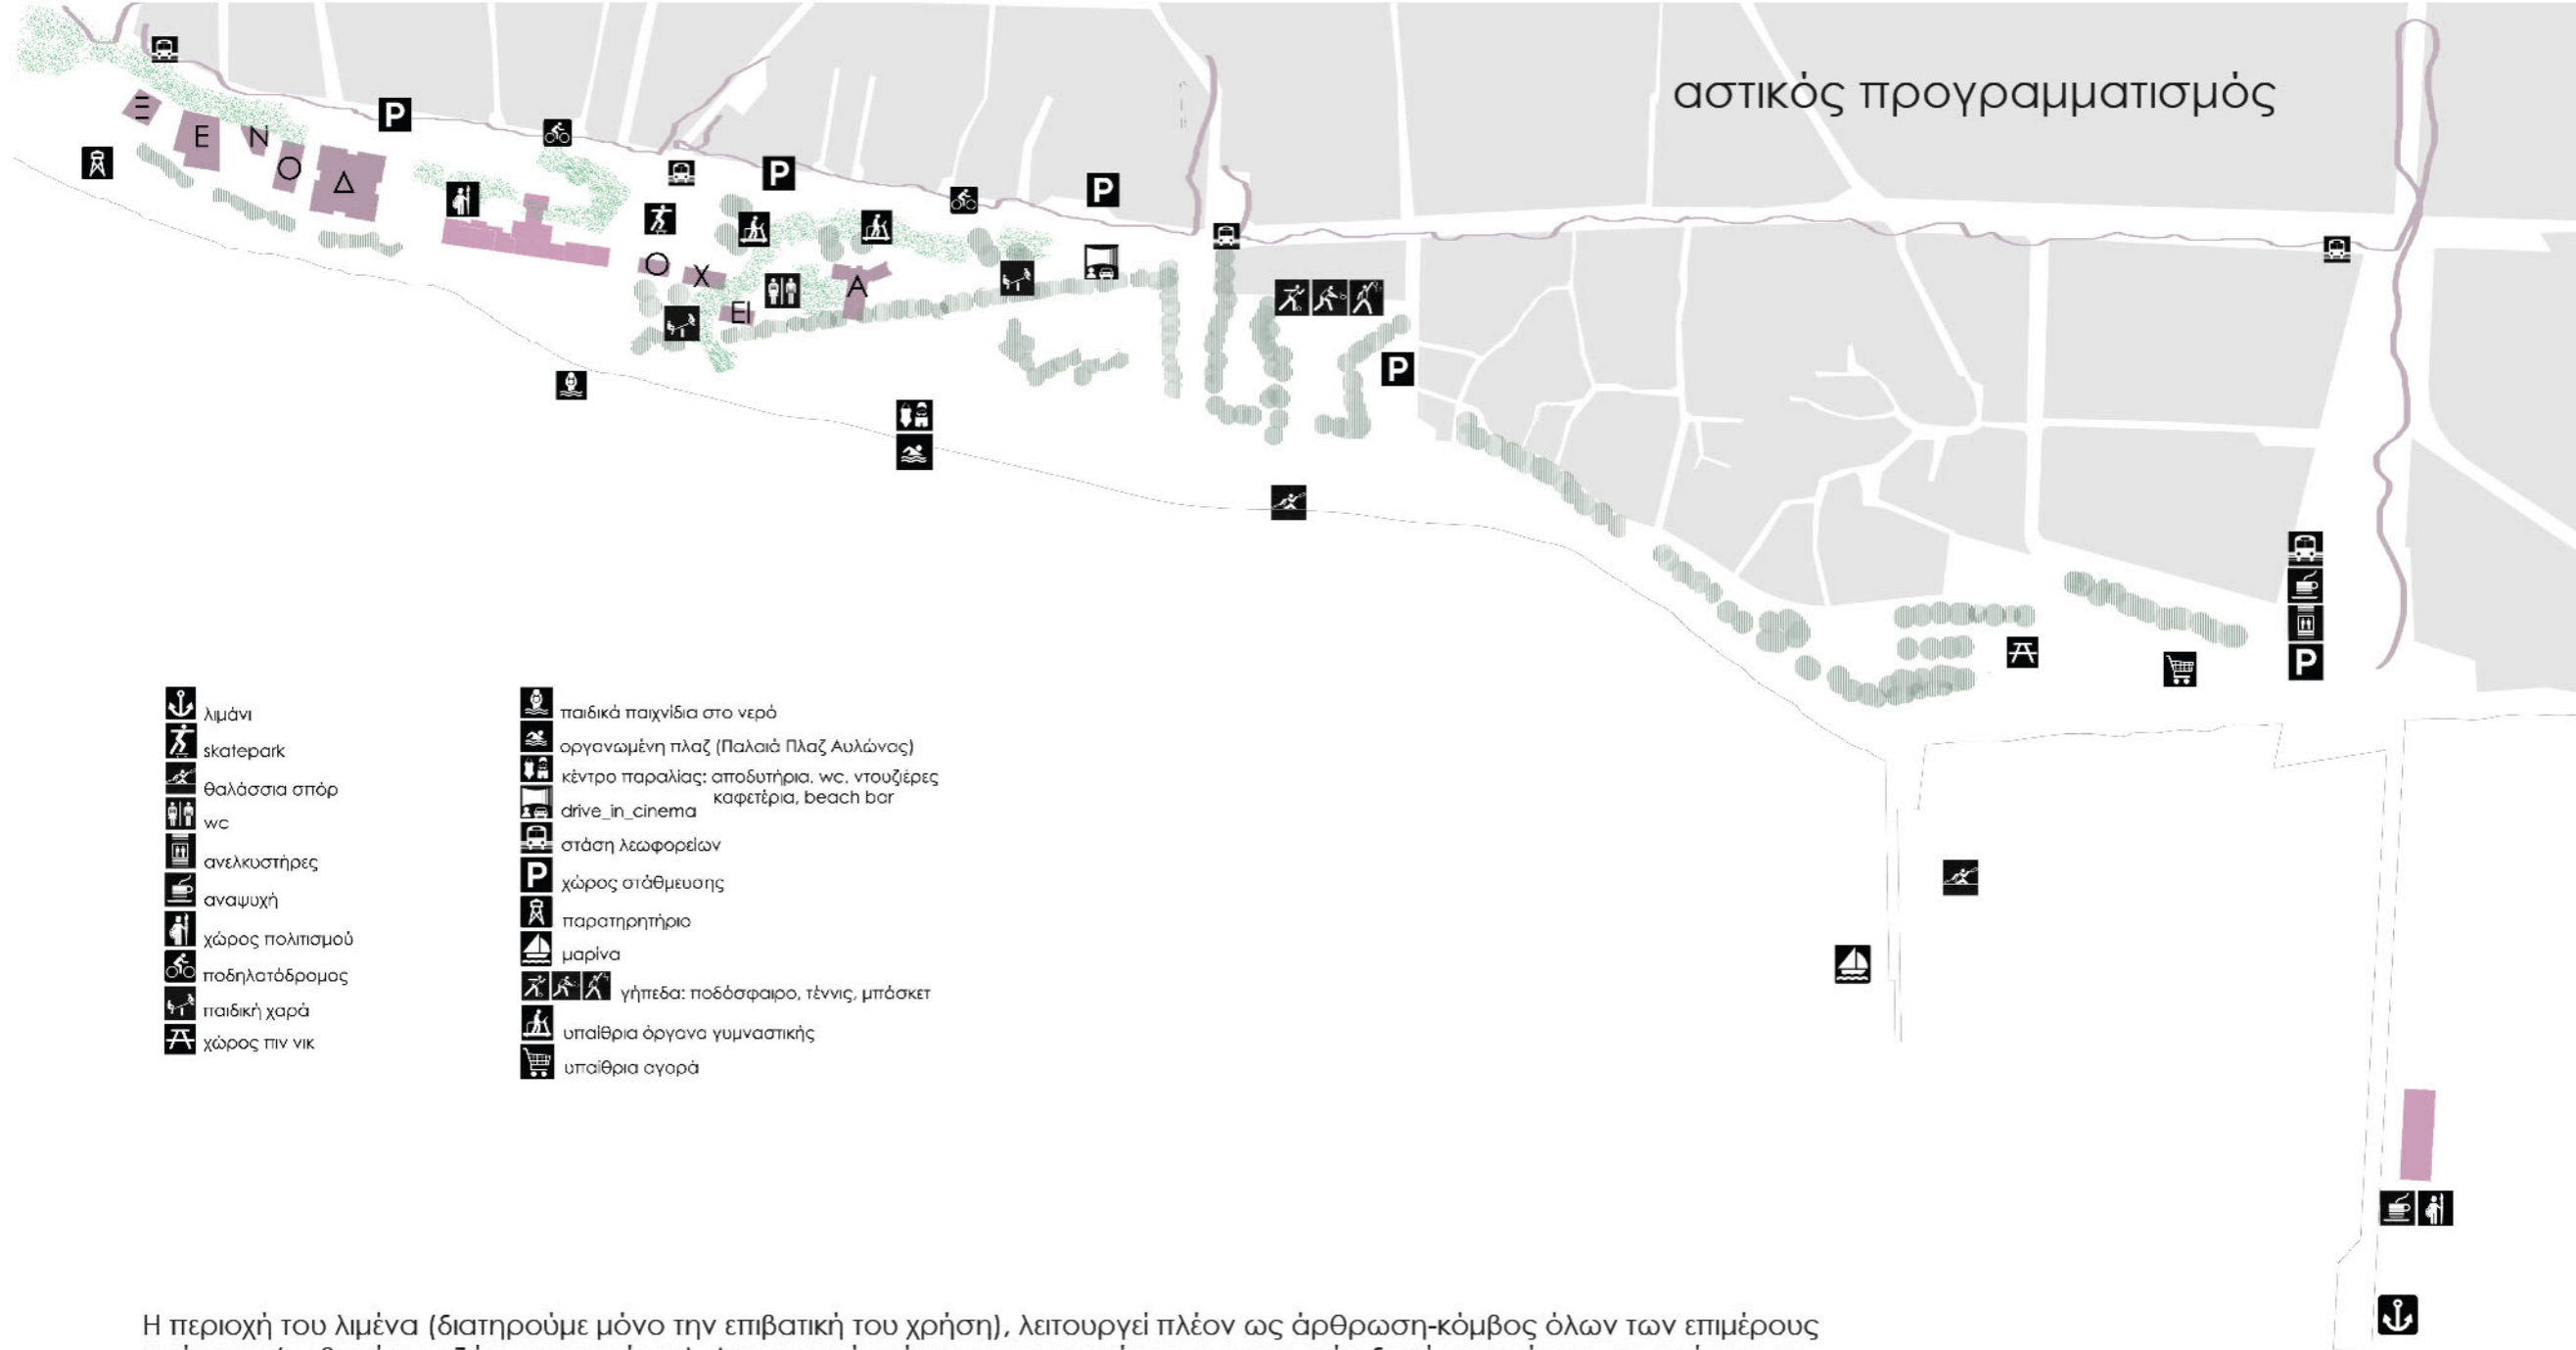 αστικός προγραμματισμός
P
P
P
Ξ
Ε
Ν
Ο
Δ
Ο
Χ
ΕΙ
Α
P
P
λιμάνι
skatepark
θαλάσσια σπόρ
wc
ανελκυστήρες
αναψυχή
χώρος πολιτισμού
ποδηλατόδρομος
παιδική χαρά
χώρος πιν νικ
παιδικά παιχνίδια στο νερό
οργανωμένη πλαζ (Παλαιά Πλαζ Αυλώνας)
κέντρο παραλίας: αποδυτήρια, wc, ντουζιέρες
καφετέρια, beach bar
drive_in_cinema
στάση λεωφορείων
P χώρος στάθμευσης
παρατηρητήριο
μαρίνα
γήπεδα: ποδόσφαιρο, τέννις, μπάσκετ
υπαίθρια όργανα γυμναστικής
υπαίθρια αγορά
Η περιοχή του λιμένα (διατηρούμε μόνο την επιβατική του χρήση), λειτουργεί πλέον ως άρθρωση-κόμβος όλων των επιμέρους